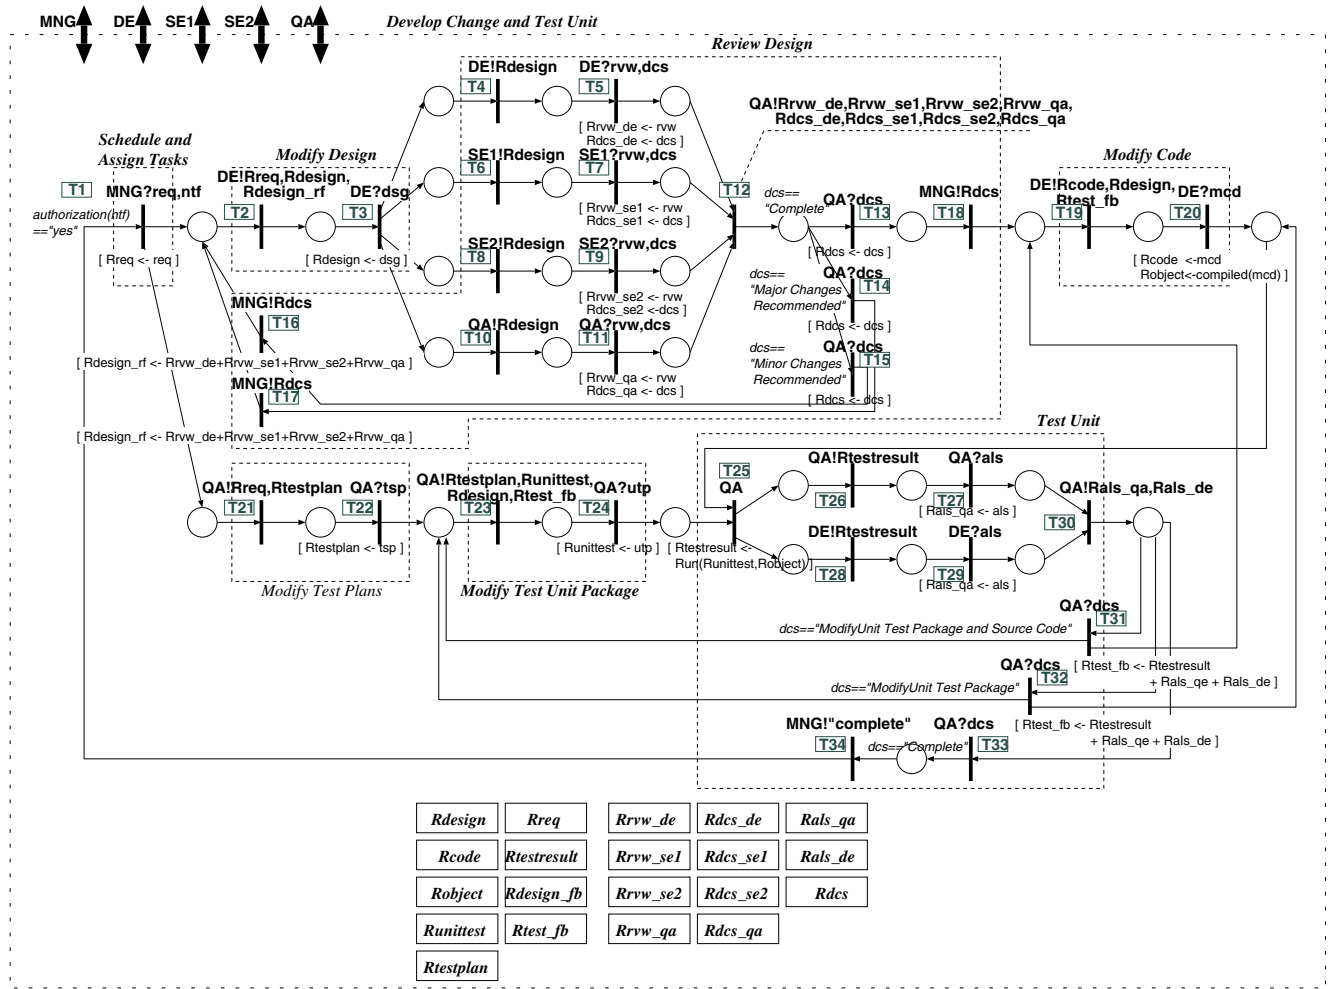 MNG DE SE1 SE2 QA Develop Change and Test Unit
Review Design
DE!Rdesign DE?rvw,dcs
T4 T5
QA!Rrvw_de,Rrvw_se1,Rrvw_se2,Rrvw_qa,
Rdcs_de,Rdcs_se1,Rdcs_se2,Rdcs_qa
[ Rrvw_de <- rvw
Rdcs_de <- dcs ]
Schedule and
Assign Tasks
Modify Design
SE1!Rdesign SE1?rvw,dcs
T6 T7
Modify Code
T1 MNG?req,ntf
DE!Rreq,Rdesign,
Rdesign_rf
DE?dsg
T12
dcs==
"Complete"
QA?dcs
MNG!Rdcs
DE!Rcode,Rdesign,
Rtest_fb
DE?mcd
authorization(ntf)
=="yes"
T2 T3
[ Rrvw_se1 <- rvw
Rdcs_se1 <- dcs ]
T13 T18 T19 T20
[ Rreq <- req ]
[ Rdesign <- dsg ]
SE2!Rdesign SE2?rvw,dcs
T8 T9
[ Rdcs <- dcs ]
[ Rcode <-mcd
Robject<-compiled(mcd) ]
dcs==
"Major Changes
Recommended"
QA?dcs
T14
[ Rdcs <- dcs ]
[ Rrvw_se2 <- rvw
Rdcs_se2 <-dcs ]
MNG!Rdcs
T16
QA!Rdesign QA?rvw,dcs
T10 T11
[ Rdesign_rf <- Rrvw_de+Rrvw_se1+Rrvw_se2+Rrvw_qa ]
dcs==
"Minor Changes
Recommended"
QA?dcs
T15
[ Rdcs <- dcs ]
[ Rrvw_qa <- rvw
Rdcs_qa <- dcs ]
MNG!Rdcs
T17
[ Rdesign_rf <- Rrvw_de+Rrvw_se1+Rrvw_se2+Rrvw_qa ]
Test Unit
QA!Rreq,Rtestplan QA?tsp
T21 T22
[ Rtestplan <- tsp ]
Modify Test Plans
QA!Rtestplan,Runittest,
Rdesign,Rtest_fb
QA?utp
T23 T24
[ Runittest <- utp ]
Modify Test Unit Package
T25
QA
[ Rtestresult <-
Run(Runittest,Robject) ]
QA!Rtestresult QA?als
T26 T27
[ Rals_qa <- als ]
QA!Rals_qa,Rals_de
T30
DE!Rtestresult DE?als
T28 T29
[ Rals_qa <- als ]
QA?dcs
T31
dcs=="ModifyUnit Test Package and Source Code"
[ Rtest_fb <- Rtestresult
+ Rals_qe + Rals_de ]
QA?dcs
T32
dcs=="ModifyUnit Test Package"
[ Rtest_fb <- Rtestresult
+ Rals_qe + Rals_de ]
MNG!"complete" QA?dcs
T34 dcs=="Complete" T33
Rdesign Rreq Rrvw_de Rdcs_de Rals_qa
Rcode Rtestresult Rrvw_se1 Rdcs_se1 Rals_de
Robject Rdesign_fb Rrvw_se2 Rdcs_se2 Rdcs
Runittest Rtest_fb Rrvw_qa Rdcs_qa
Rtestplan